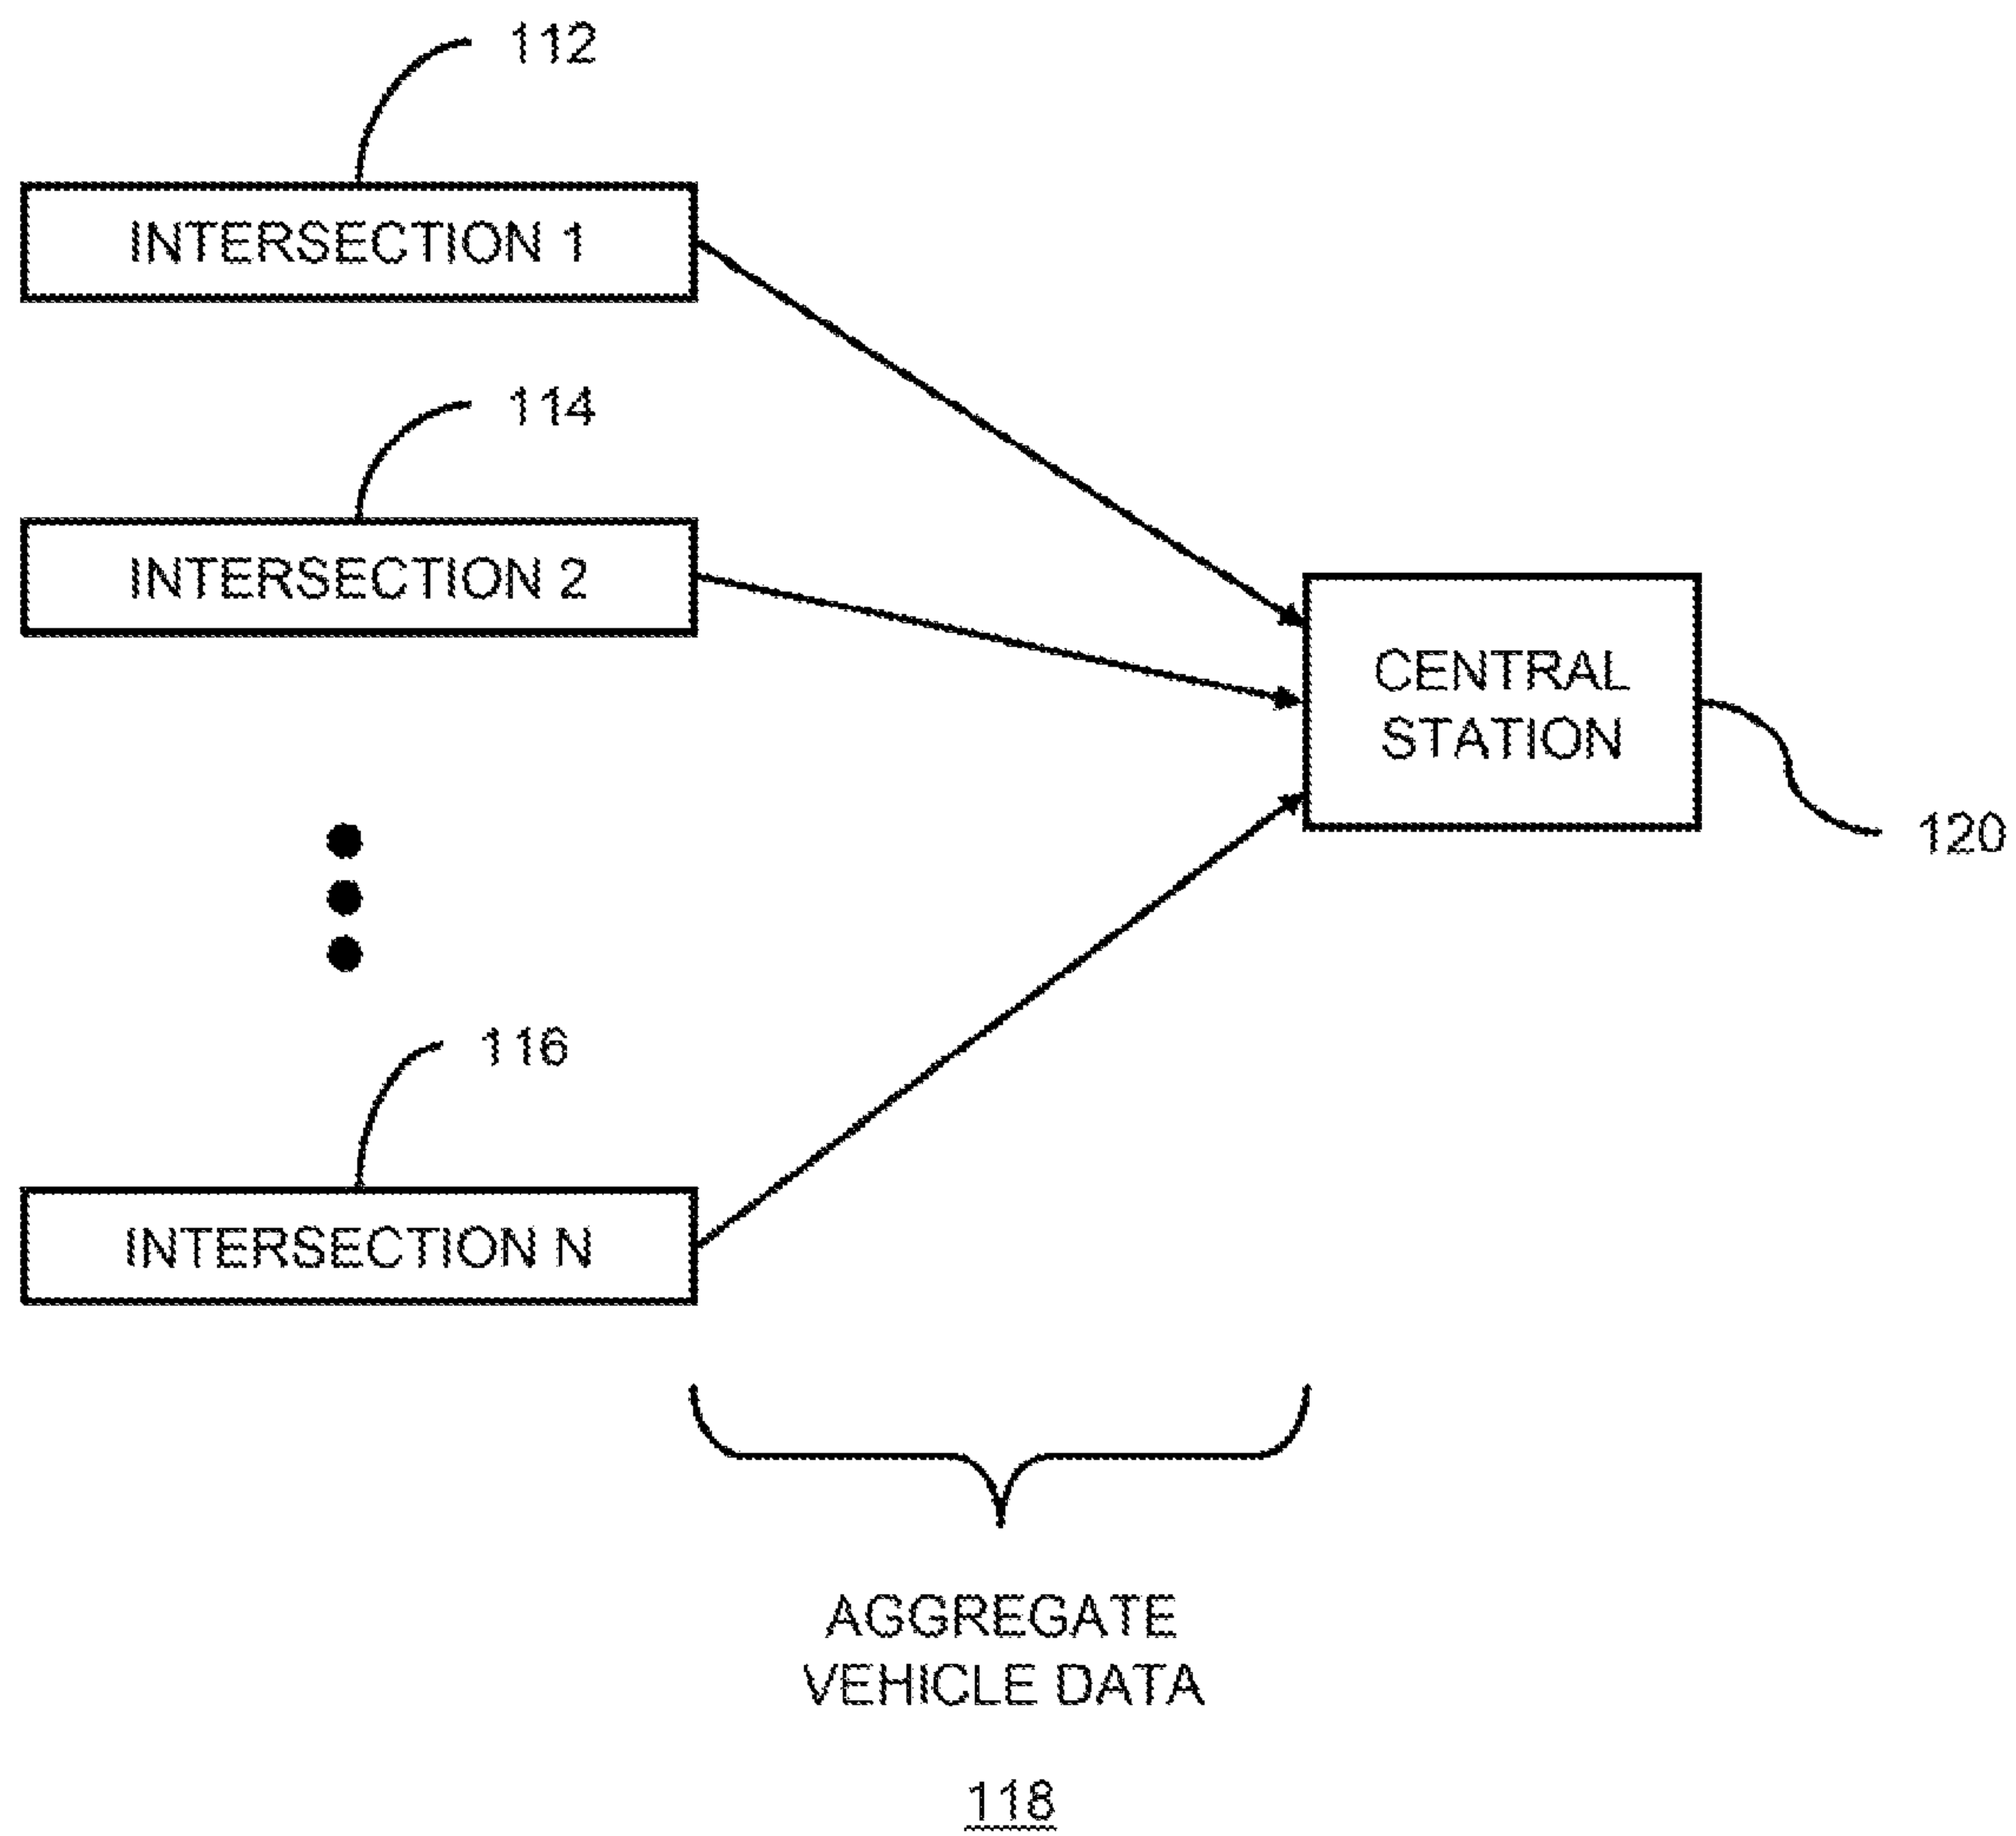 112
INTERSECTION 1
114
INTERSECTION 2
CENTRAL
STATION
120
116
INTERSECTION N
AGGREGATE
VEHICLE DATA
118